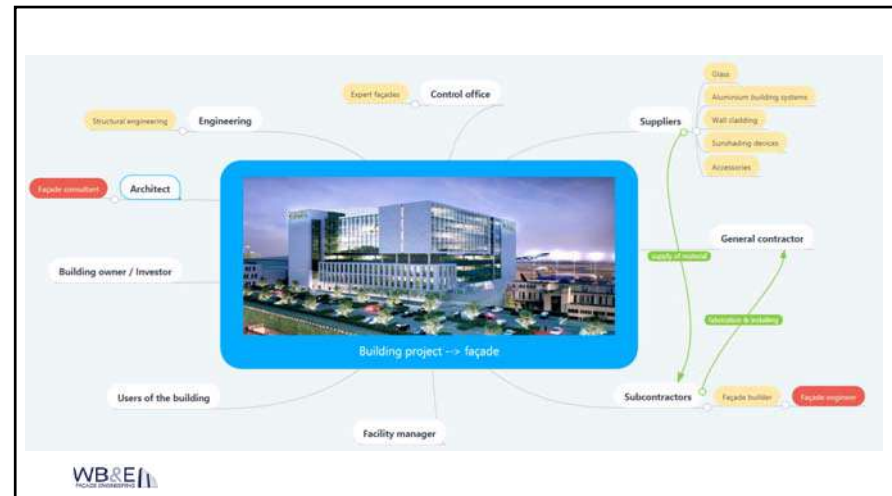 Expert façades
Control office
Structural engineering
Engineering
Façade consultant
Architect
Building owner / Investor
Users of the building
Facility manager
Building project --> façade
Suppliers
Glass
Aluminium building systems
Wall cladding
Sunshading devices
Accessories
General contractor
supply of material
fabrication & installing
Subcontractors
Façade builder
Façade engineer
WB&E
FAÇADE ENGINEERING